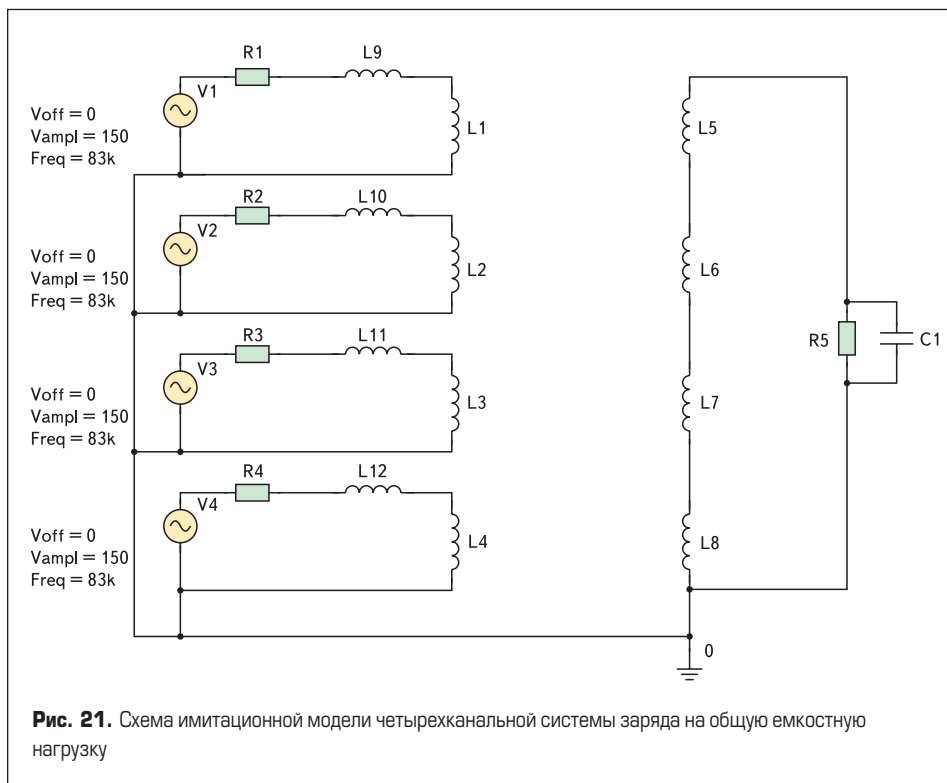 R1
L9
V1
Voff = 0
Vampl = 150
Freq = 83k
L1
L5
R2
L10
V2
Voff = 0
Vampl = 150
Freq = 83k
L2
L6
R3
L11
V3
Voff = 0
Vampl = 150
Freq = 83k
L3
L7
R5
C1
R4
L12
V4
Voff = 0
Vampl = 150
Freq = 83k
L4
L8
0
Рис. 21. Схема имитационной модели четырехканальной системы заряда на общую емкостную
нагрузку